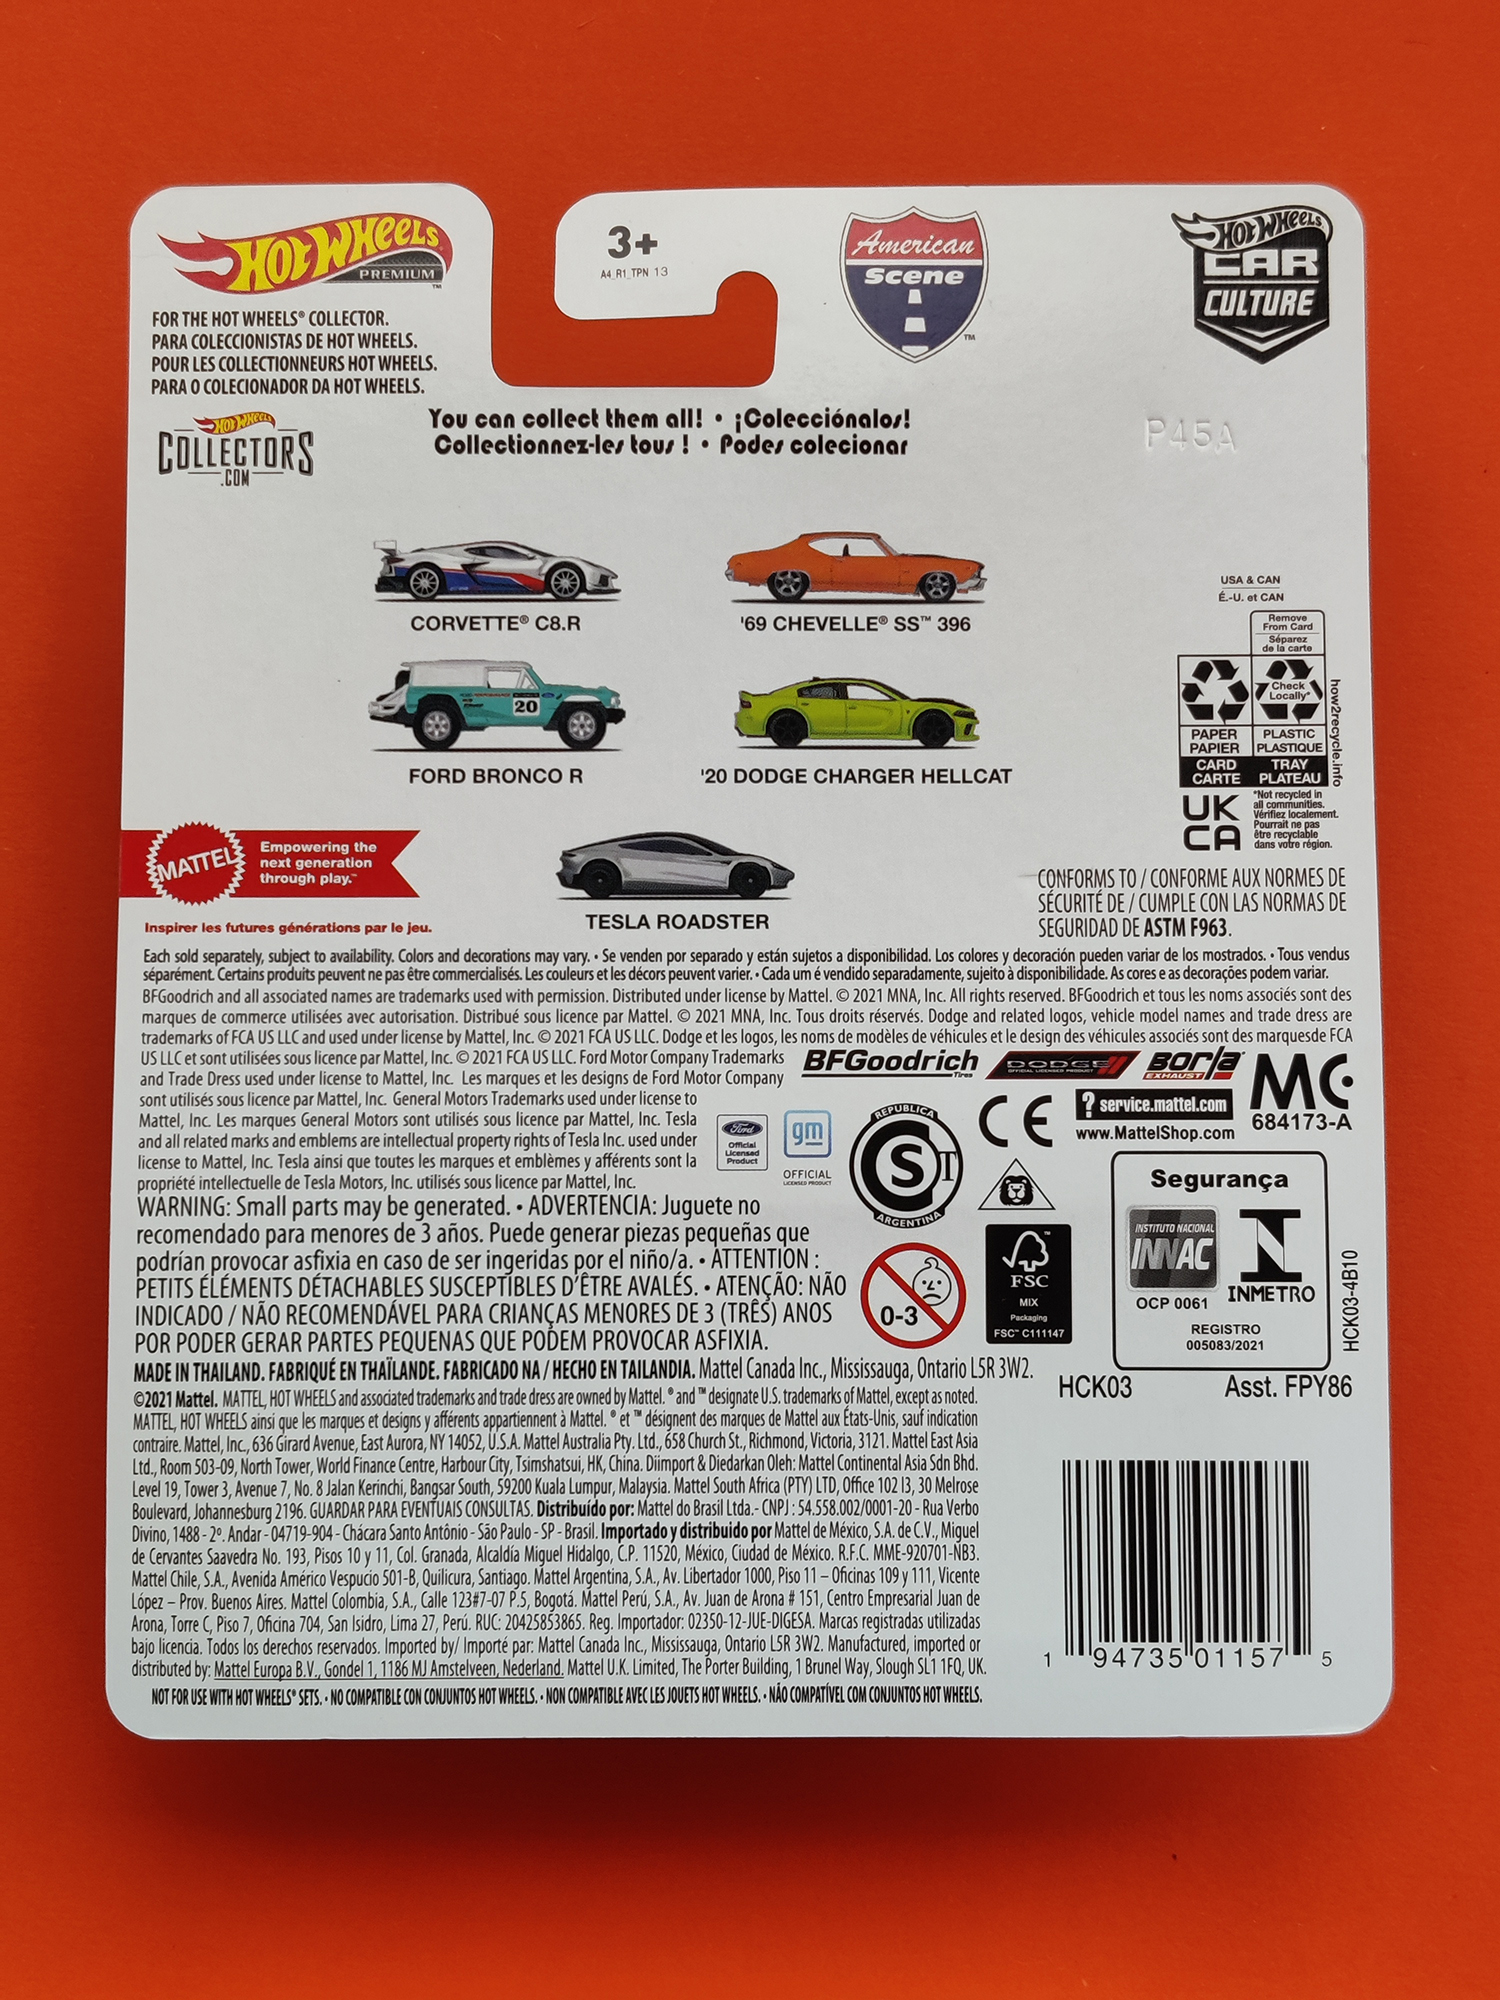 HOT WHEELS
PREMIUM™
FOR THE HOT WHEELS® COLLECTOR.
PARA COLECCIONISTAS DE HOT WHEELS.
POUR LES COLLECTIONNEURS HOT WHEELS.
PARA O COLECIONADOR DA HOT WHEELS.
HOT WHEELS
COLLECTORS
.COM
3+
A4_R1_TPN 13
American
Scene
™
HOT WHEELS
CAR
CULTURE
You can collect them all! • ¡Colecciónalos!
Collectionnez-les tous ! • Podes colecionar
P45A
CORVETTE® C8.R
'69 CHEVELLE® SS™ 396
20
FORD BRONCO R
'20 DODGE CHARGER HELLCAT
TESLA ROADSTER
MATTEL
Empowering the
next generation
through play.™
Inspirer les futures générations par le jeu.
USA & CAN
É.-U. et CAN
Remove
From Card
Séparez
de la carte
Check
Locally*
PAPER
PAPIER
PLASTIC
PLASTIQUE
CARD
CARTE
TRAY
PLATEAU
how2recycle.info
UK
CA
*Not recycled in
all communities.
Vérifiez localement.
Pourrait ne pas
être recyclable
dans votre région.
CONFORMS TO / CONFORME AUX NORMES DE
SÉCURITÉ DE / CUMPLE CON LAS NORMAS DE
SEGURIDAD DE ASTM F963.
Each sold separately, subject to availability. Colors and decorations may vary. • Se venden por separado y están sujetos a disponibilidad. Los colores y decoración pueden variar de los mostrados. • Tous vendus
séparément. Certains produits peuvent ne pas être commercialisés. Les couleurs et les décors peuvent varier. • Cada um é vendido separadamente, sujeito à disponibilidade. As cores e as decorações podem variar.
BFGoodrich and all associated names are trademarks used with permission. Distributed under license by Mattel. © 2021 MNA, Inc. All rights reserved. BFGoodrich et tous les noms associés sont des
marques de commerce utilisées avec autorisation. Distribué sous licence par Mattel. © 2021 MNA, Inc. Tous droits réservés. Dodge and related logos, vehicle model names and trade dress are
trademarks of FCA US LLC and used under license by Mattel, Inc. © 2021 FCA US LLC. Dodge et les logos, les noms de modèles de véhicules et le design des véhicules associés sont des marquesde FCA
US LLC et sont utilisées sous licence par Mattel, Inc. © 2021 FCA US LLC. Ford Motor Company Trademarks
and Trade Dress used under license to Mattel, Inc. Les marques et les designs de Ford Motor Company
sont utilisés sous licence par Mattel, Inc. General Motors Trademarks used under license to
Mattel, Inc. Les marques General Motors sont utilisés sous licence par Mattel, Inc. Tesla
and all related marks and emblems are intellectual property rights of Tesla Inc. used under
license to Mattel, Inc. Tesla ainsi que toutes les marques et emblèmes y afférents sont la
propriété intellectuelle de Tesla Motors, Inc. utilisés sous licence par Mattel, Inc.
BFGoodrich
Tires
DODGE
OFFICIAL LICENSED PRODUCT
Borla
EXHAUST
MC
684173-A
Ford
Official
Licensed
Product
gm
OFFICIAL
LICENSED PRODUCT
REPUBLICA
S T
ARGENTINA
CE
? service.mattel.com
www.MattelShop.com
WARNING: Small parts may be generated. • ADVERTENCIA: Juguete no
recomendado para menores de 3 años. Puede generar piezas pequeñas que
podrían provocar asfixia en caso de ser ingeridas por el niño/a. • ATTENTION :
PETITS ÉLÉMENTS DÉTACHABLES SUSCEPTIBLES D'ÊTRE AVALÉS. • ATENÇÃO: NÃO
INDICADO / NÃO RECOMENDÁVEL PARA CRIANÇAS MENORES DE 3 (TRÊS) ANOS
POR PODER GERAR PARTES PEQUENAS QUE PODEM PROVOCAR ASFIXIA.
0-3
FSC
MIX
Packaging
FSC™ C111147
Segurança
INSTITUTO NACIONAL
INNAC
OCP 0061
INMETRO
REGISTRO
005083/2021
HCK03-4B10
MADE IN THAILAND. FABRIQUÉ EN THAÏLANDE. FABRICADO NA / HECHO EN TAILANDIA. Mattel Canada Inc., Mississauga, Ontario L5R 3W2.
HCK03
Asst. FPY86
©2021 Mattel. MATTEL, HOT WHEELS and associated trademarks and trade dress are owned by Mattel. ® and ™ designate U.S. trademarks of Mattel, except as noted.
MATTEL, HOT WHEELS ainsi que les marques et designs y afférents appartiennent à Mattel. ® et ™ désignent des marques de Mattel aux États-Unis, sauf indication
contraire. Mattel, Inc., 636 Girard Avenue, East Aurora, NY 14052, U.S.A. Mattel Australia Pty. Ltd., 658 Church St., Richmond, Victoria, 3121. Mattel East Asia
Ltd., Room 503-09, North Tower, World Finance Centre, Harbour City, Tsimshatsui, HK, China. Diimport & Diedarkan Oleh: Mattel Continental Asia Sdn Bhd.
Level 19, Tower 3, Avenue 7, No. 8 Jalan Kerinchi, Bangsar South, 59200 Kuala Lumpur, Malaysia. Mattel South Africa (PTY) LTD, Office 102 I3, 30 Melrose
Boulevard, Johannesburg 2196. GUARDAR PARA EVENTUAIS CONSULTAS. Distribuído por: Mattel do Brasil Ltda.- CNPJ : 54.558.002/0001-20 - Rua Verbo
Divino, 1488 - 2º. Andar - 04719-904 - Chácara Santo Antônio - São Paulo - SP - Brasil. Importado y distribuido por Mattel de México, S.A. de C.V., Miguel
de Cervantes Saavedra No. 193, Pisos 10 y 11, Col. Granada, Alcaldía Miguel Hidalgo, C.P. 11520, México, Ciudad de México. R.F.C. MME-920701-NB3.
Mattel Chile, S.A., Avenida Américo Vespucio 501-B, Quilicura, Santiago. Mattel Argentina, S.A., Av. Libertador 1000, Piso 11 – Oficinas 109 y 111, Vicente
López – Prov. Buenos Aires. Mattel Colombia, S.A., Calle 123#7-07 P.5, Bogotá. Mattel Perú, S.A., Av. Juan de Arona # 151, Centro Empresarial Juan de
Arona, Torre C, Piso 7, Oficina 704, San Isidro, Lima 27, Perú. RUC: 20425853865. Reg. Importador: 02350-12-JUE-DIGESA. Marcas registradas utilizadas
bajo licencia. Todos los derechos reservados. Imported by/ Importé par: Mattel Canada Inc., Mississauga, Ontario L5R 3W2. Manufactured, imported or
distributed by: Mattel Europa B.V., Gondel 1, 1186 MJ Amstelveen, Nederland. Mattel U.K. Limited, The Porter Building, 1 Brunel Way, Slough SL1 1FQ, UK.
NOT FOR USE WITH HOT WHEELS® SETS. • NO COMPATIBLE CON CONJUNTOS HOT WHEELS. • NON COMPATIBLE AVEC LES JOUETS HOT WHEELS. • NÃO COMPATÍVEL COM CONJUNTOS HOT WHEELS.
1 94735 01157 5